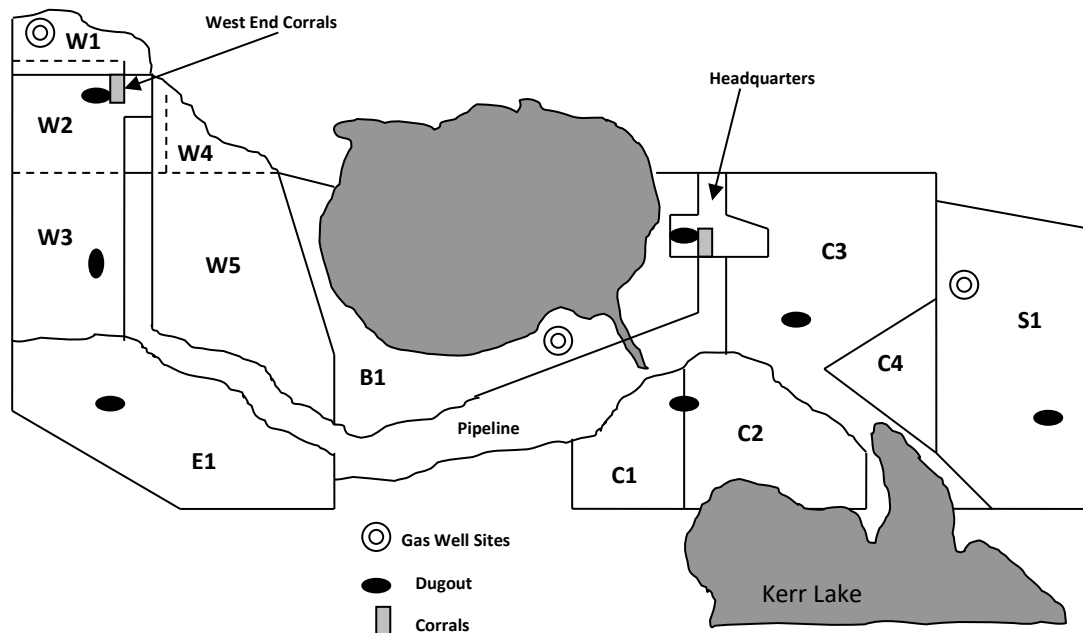 West End Corrals
W1
Headquarters
W2
W4
W3
W5
C3
S1
C4
B1
Pipeline
C2
E1
C1
Gas Well Sites
Dugout
Kerr Lake
Corrals